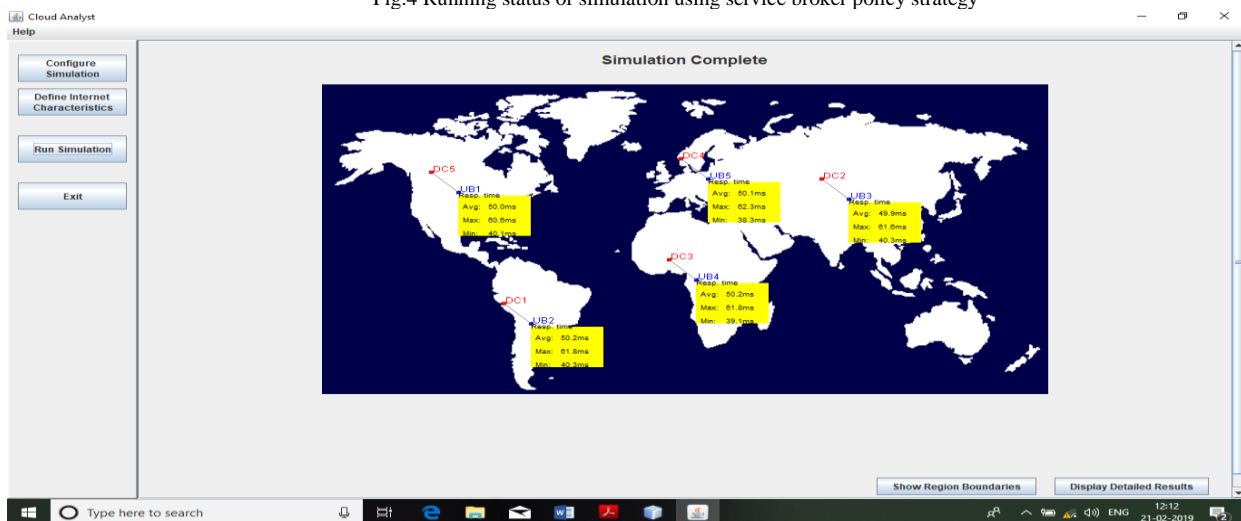 Fig.4 Running status of simulation using service broker policy strategy
Cloud Analyst
Help
Configure
Simulation
Define Internet
Characteristics
Run Simulation
Exit
Simulation Complete
DC5
UB1
Resp. time
Avg: 50.0ms
Max: 60.6ms
Min: 40.1ms
DC4
UB5
Resp. time
Avg: 50.1ms
Max: 62.3ms
Min: 38.3ms
DC2
UB3
Resp. time
Avg: 49.9ms
Max: 61.6ms
Min: 40.3ms
DC3
UB4
Resp. time
Avg: 50.2ms
Max: 61.8ms
Min: 39.1ms
DC1
UB2
Resp. time
Avg: 50.2ms
Max: 61.8ms
Min: 40.3ms
Show Region Boundaries
Display Detailed Results
Type here to search
ENG
12:12
21-02-2019
2